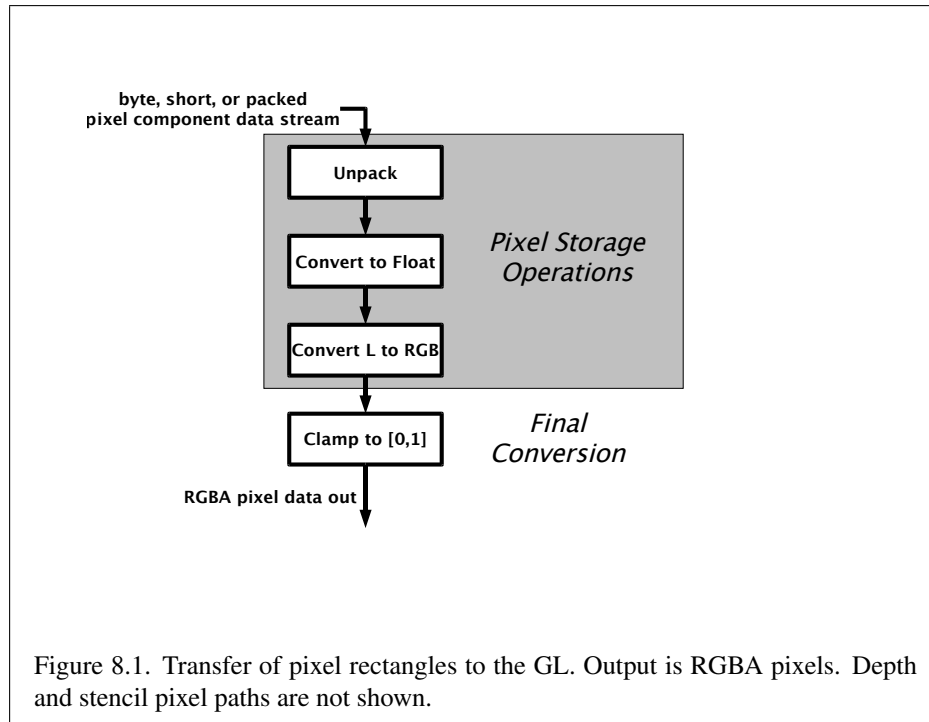 byte, short, or packed
pixel component data stream
Unpack
Convert to Float
Convert L to RGB
Pixel Storage
Operations
Clamp to [0,1]
Final
Conversion
RGBA pixel data out
Figure 8.1. Transfer of pixel rectangles to the GL. Output is RGBA pixels. Depth
and stencil pixel paths are not shown.